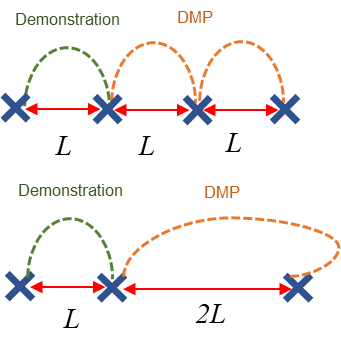 Demonstration DMP
L L L
Demonstration DMP
L 2L